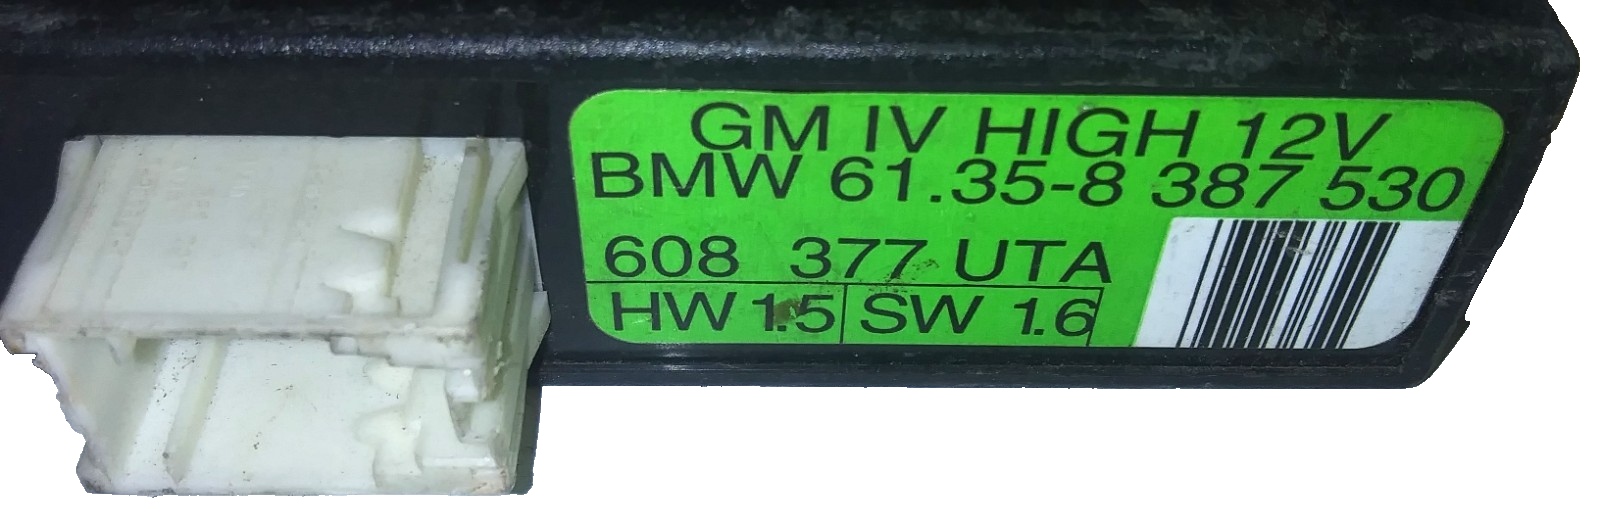 GM IV HIGH 12V
BMW 61.35-8 387 530
608 377 UTA
HW 1.5 SW 1.6